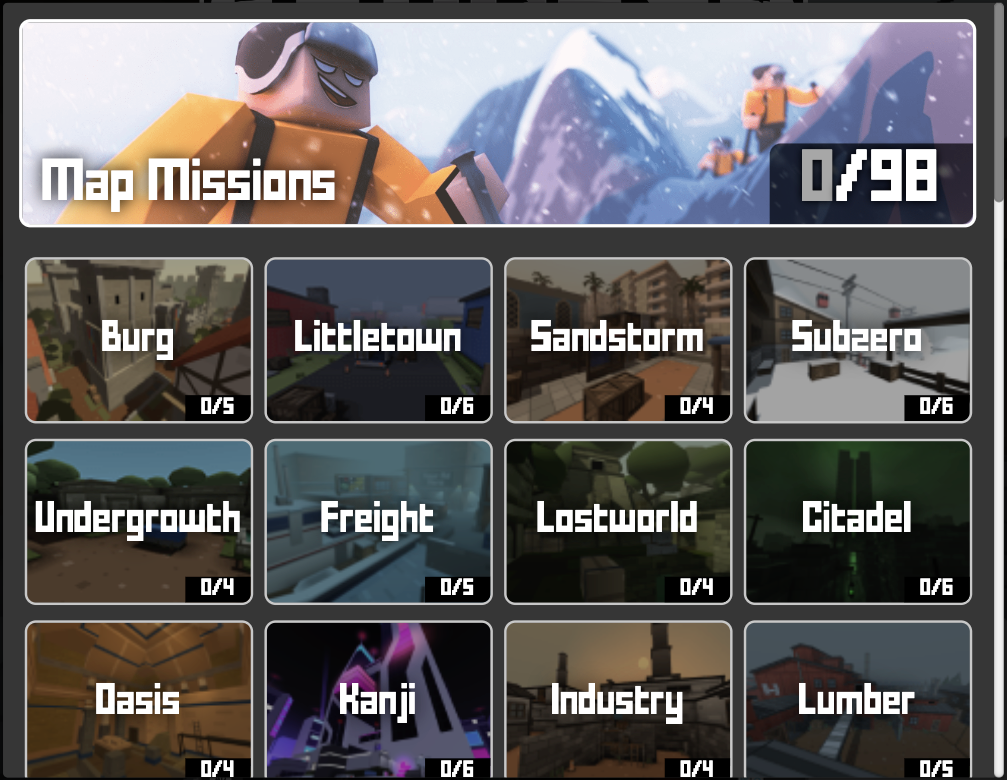 Map Missions
0/98
Burg
0/5
Littletown
0/6
Sandstorm
0/4
Subzero
0/6
Undergrowth
0/4
Freight
0/5
Lostworld
0/4
Citadel
0/6
Oasis
0/4
Kanji
0/6
Industry
0/4
Lumber
0/5